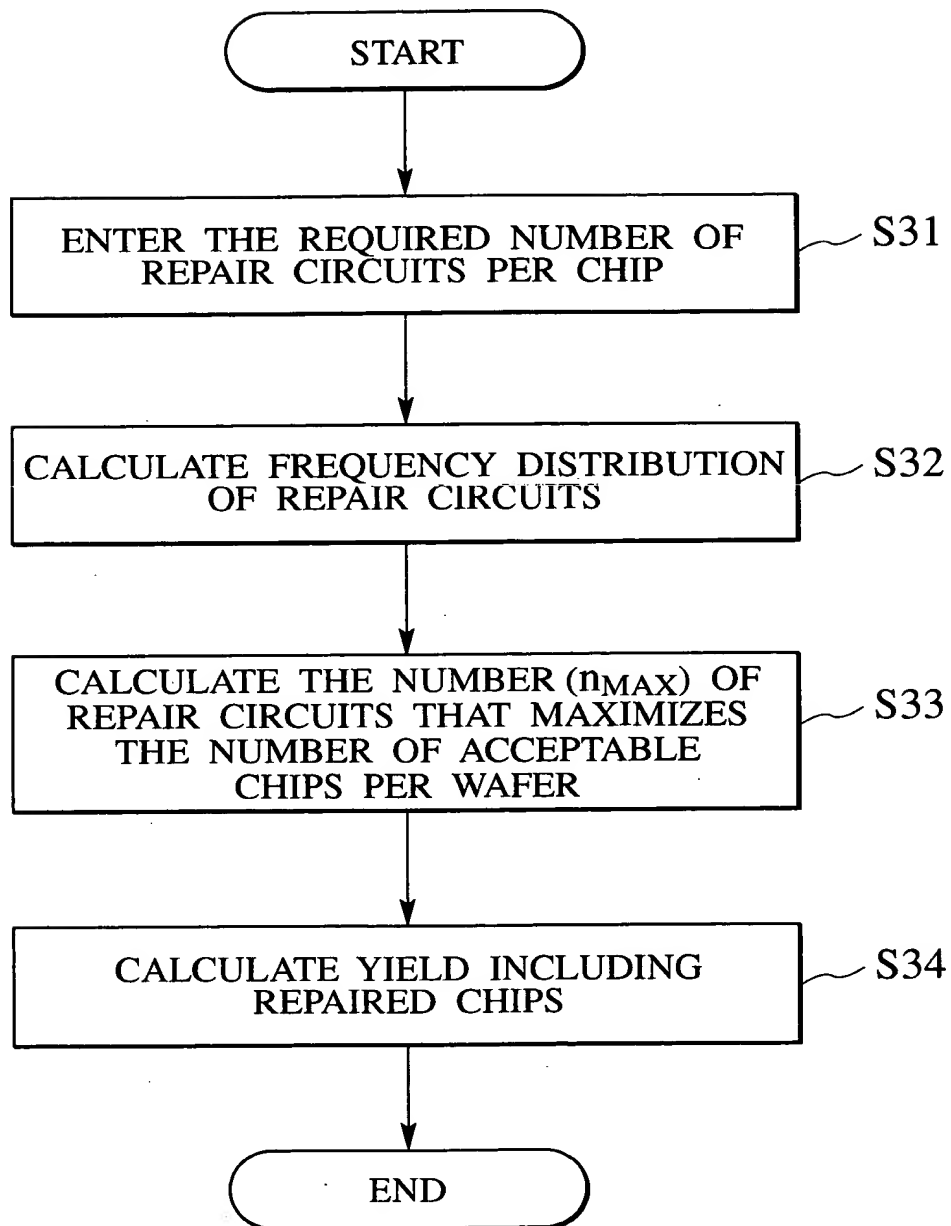 START
ENTER THE REQUIRED NUMBER OF
REPAIR CIRCUITS PER CHIP
S31
CALCULATE FREQUENCY DISTRIBUTION
OF REPAIR CIRCUITS
S32
CALCULATE THE NUMBER (nMAX) OF
REPAIR CIRCUITS THAT MAXIMIZES
THE NUMBER OF ACCEPTABLE
CHIPS PER WAFER
S33
CALCULATE YIELD INCLUDING
REPAIRED CHIPS
S34
END